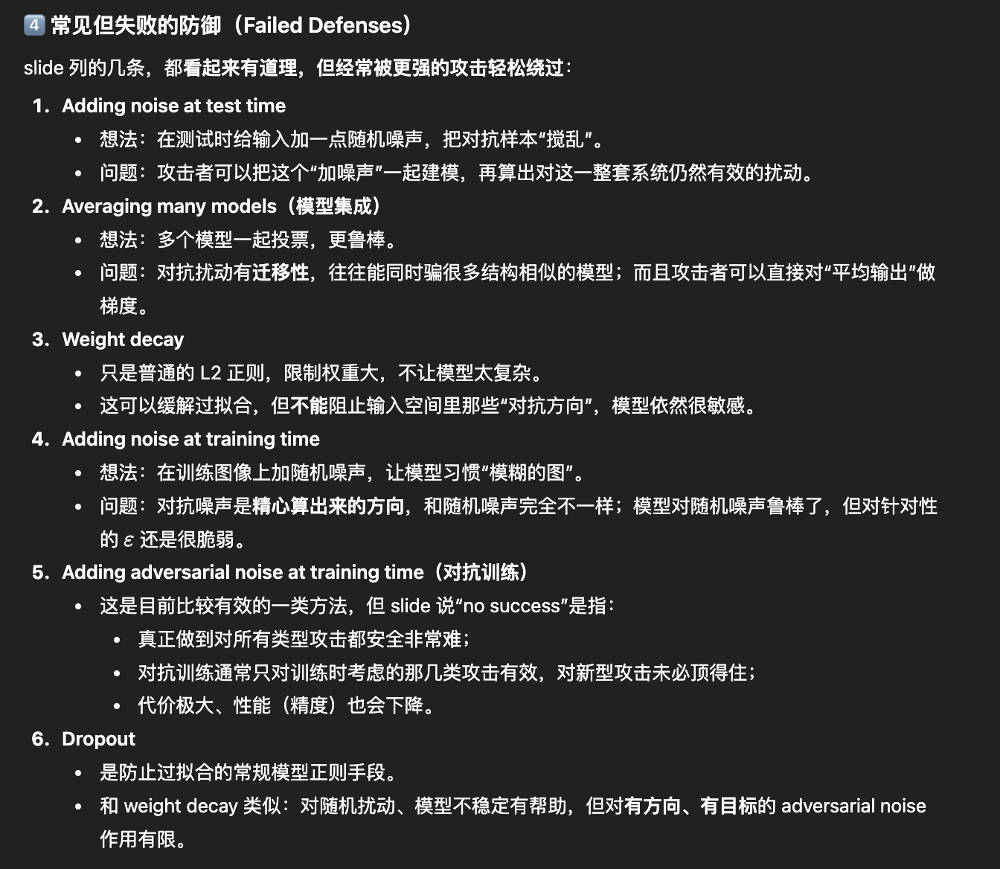 4️⃣ 常见但失败的防御（Failed Defenses）
slide 列的几条，都看起来有道理，但经常被更强的攻击轻松绕过：
1. Adding noise at test time
• 想法：在测试时给输入加一点随机噪声，把对抗样本“搅乱”。
• 问题：攻击者可以把这个“加噪声”一起建模，再算出对这一整套系统仍然有效的扰动。
2. Averaging many models（模型集成）
• 想法：多个模型一起投票，更鲁棒。
• 问题：对抗扰动有迁移性，往往能同时骗很多结构相似的模型；而且攻击者可以直接对“平均输出”做
梯度。
3. Weight decay
• 只是普通的 L2 正则，限制权重大，不让模型太复杂。
• 这可以缓解过拟合，但不能阻止输入空间里那些“对抗方向”，模型依然很敏感。
4. Adding noise at training time
• 想法：在训练图像上加随机噪声，让模型习惯“模糊的图”。
• 问题：对抗噪声是精心算出来的方向，和随机噪声完全不一样；模型对随机噪声鲁棒了，但对针对性
的 ε 还是很脆弱。
5. Adding adversarial noise at training time（对抗训练）
• 这是目前比较有效的一类方法，但 slide 说“no success”是指：
• 真正做到对所有类型攻击都安全非常难；
• 对抗训练通常只对训练时考虑的那几类攻击有效，对新型攻击未必顶得住；
• 代价极大、性能（精度）也会下降。
6. Dropout
• 是防止过拟合的常规模型正则手段。
• 和 weight decay 类似：对随机扰动、模型不稳定有帮助，但对有方向、有目标的 adversarial noise
作用有限。